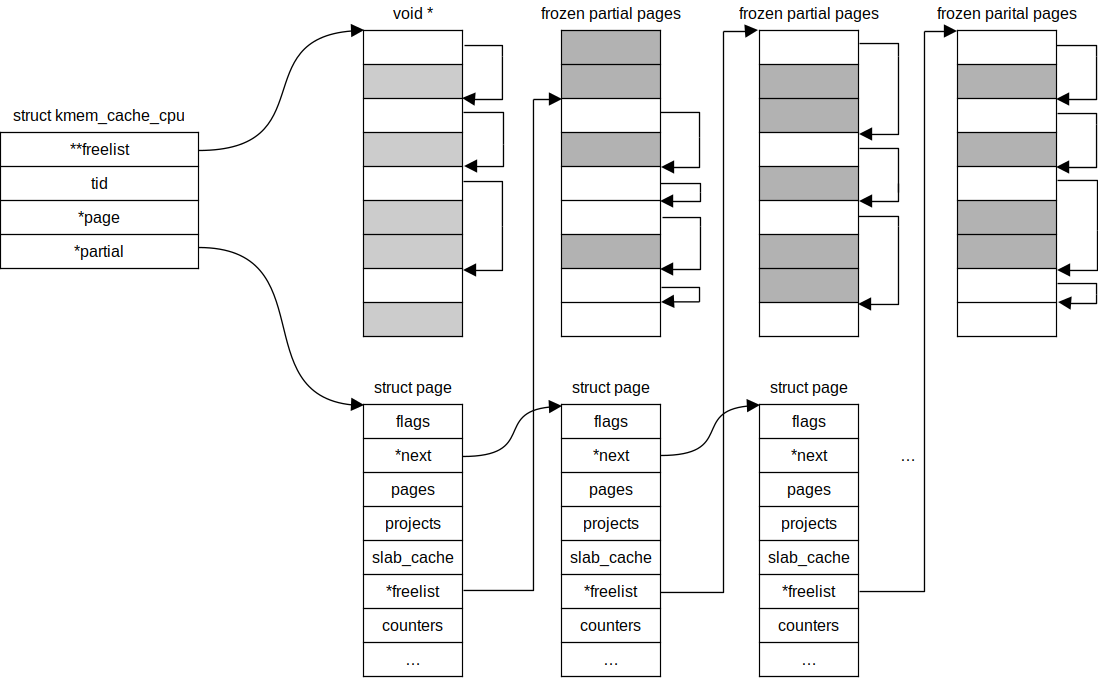 void *
frozen partial pages
frozen partial pages
frozen parital pages
struct kmem_cache_cpu
**freelist
tid
*page
*partial
struct page
flags
*next
pages
projects
slab_cache
*freelist
counters
...
struct page
flags
*next
pages
projects
slab_cache
*freelist
counters
...
struct page
flags
*next
pages
projects
slab_cache
*freelist
counters
...
...